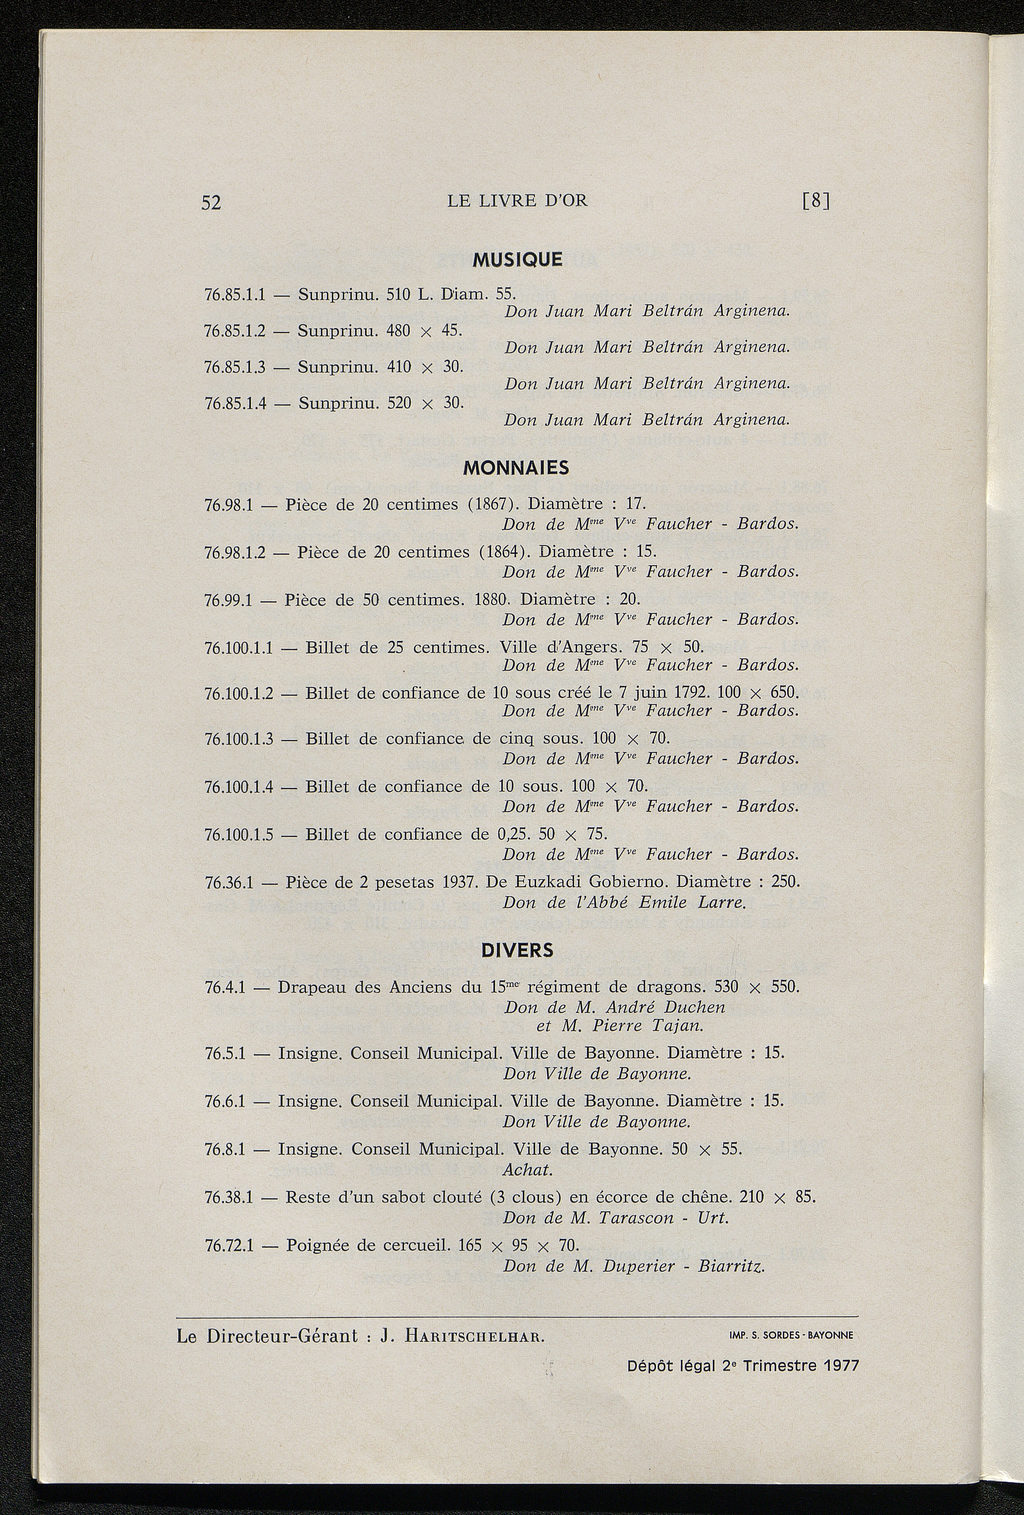 52 LE LIVRE D'OR [8]
MUSIQUE
76.85.1.1 — Sunprinu. 510 L. Diam. 55.
Don Juan Mari Beltrán Arginena.
76.85.1.2 — Sunprinu. 480 × 45.
Don Juan Mari Beltrán Arginena.
76.85.1.3 — Sunprinu. 410 × 30.
Don Juan Mari Beltrán Arginena.
76.85.1.4 — Sunprinu. 520 × 30.
Don Juan Mari Beltrán Arginena.
MONNAIES
76.98.1 — Pièce de 20 centimes (1867). Diamètre : 17.
Don de Mme Vve Faucher - Bardos.
76.98.1.2 — Pièce de 20 centimes (1864). Diamètre : 15.
Don de Mme Vve Faucher - Bardos.
76.99.1 — Pièce de 50 centimes. 1880. Diamètre : 20.
Don de Mme Vve Faucher - Bardos.
76.100.1.1 — Billet de 25 centimes. Ville d'Angers. 75 × 50.
Don de Mme Vve Faucher - Bardos.
76.100.1.2 — Billet de confiance de 10 sous créé le 7 juin 1792. 100 × 650.
Don de Mme Vve Faucher - Bardos.
76.100.1.3 — Billet de confiance de cinq sous. 100 × 70.
Don de Mme Vve Faucher - Bardos.
76.100.1.4 — Billet de confiance de 10 sous. 100 × 70.
Don de Mme Vve Faucher - Bardos.
76.100.1.5 — Billet de confiance de 0,25. 50 × 75.
Don de Mme Vve Faucher - Bardos.
76.36.1 — Pièce de 2 pesetas 1937. De Euzkadi Gobierno. Diamètre : 250.
Don de l'Abbé Emile Larre.
DIVERS
76.4.1 — Drapeau des Anciens du 15me régiment de dragons. 530 × 550.
Don de M. André Duchen
et M. Pierre Tajan.
76.5.1 — Insigne. Conseil Municipal. Ville de Bayonne. Diamètre : 15.
Don Ville de Bayonne.
76.6.1 — Insigne. Conseil Municipal. Ville de Bayonne. Diamètre : 15.
Don Ville de Bayonne.
76.8.1 — Insigne. Conseil Municipal. Ville de Bayonne. 50 × 55.
Achat.
76.38.1 — Reste d'un sabot clouté (3 clous) en écorce de chêne. 210 × 85.
Don de M. Tarascon - Urt.
76.72.1 — Poignée de cercueil. 165 × 95 × 70.
Don de M. Duperier - Biarritz.
Le Directeur-Gérant : J. HARITSCHELHAR. IMP. S. SORDES - BAYONNE
Dépôt légal 2e Trimestre 1977